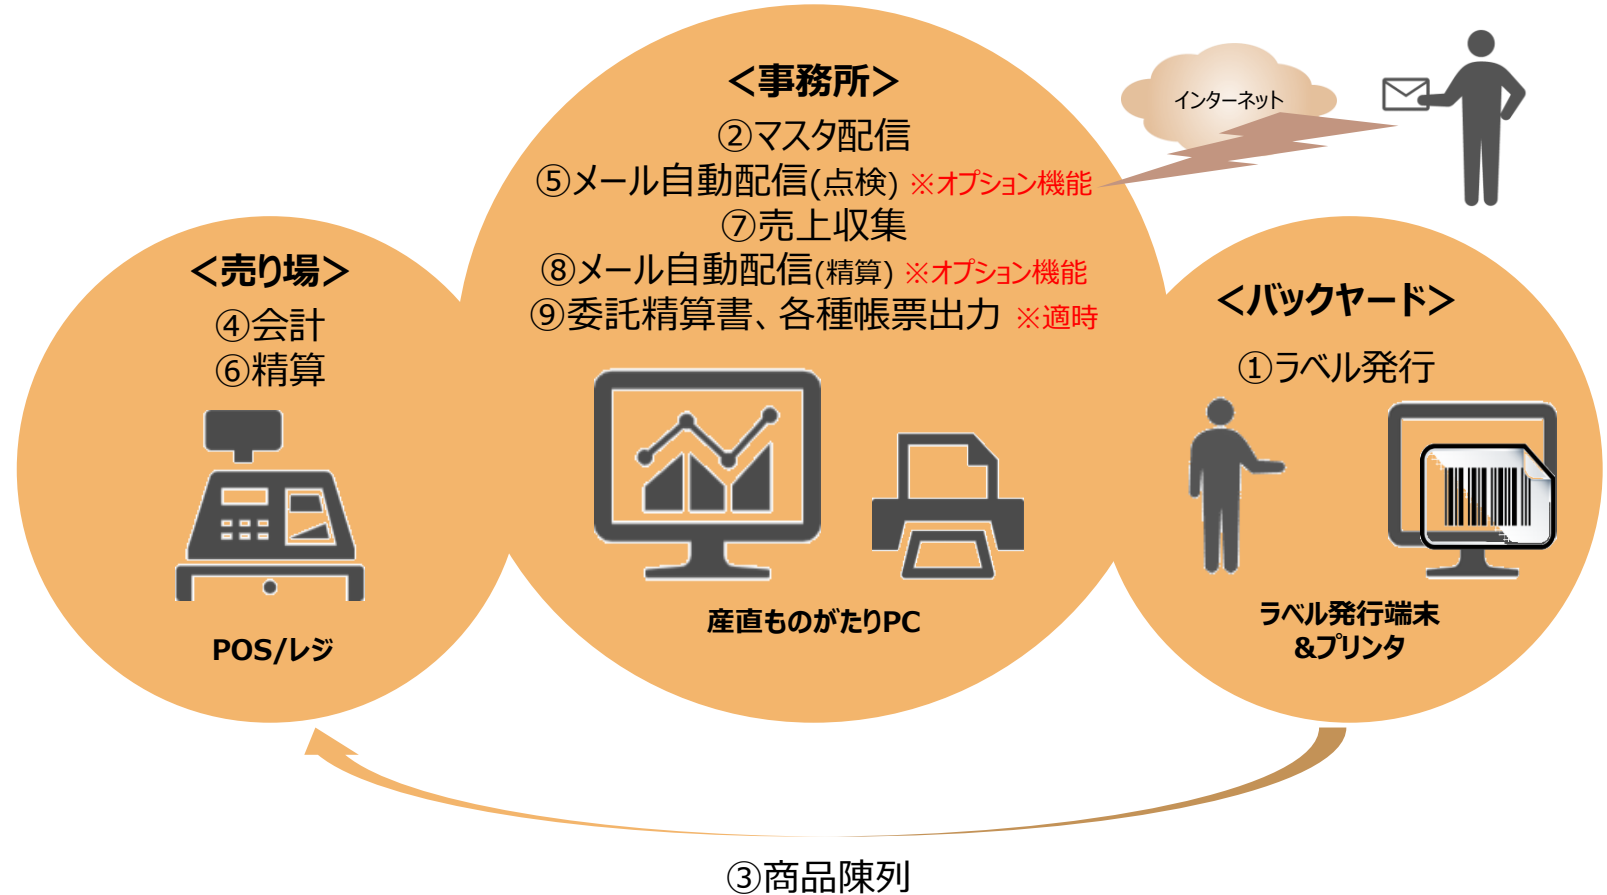 ＜事務所＞
②マスタ配信
⑤メール自動配信(点検) ※オプション機能
⑦売上収集
⑧メール自動配信(精算) ※オプション機能
⑨委託精算書、各種帳票出力 ※適時
産直ものがたりPC
インターネット
＜売り場＞
④会計
⑥精算
POS/レジ
＜バックヤード＞
①ラベル発行
ラベル発行端末
&プリンタ
③商品陳列